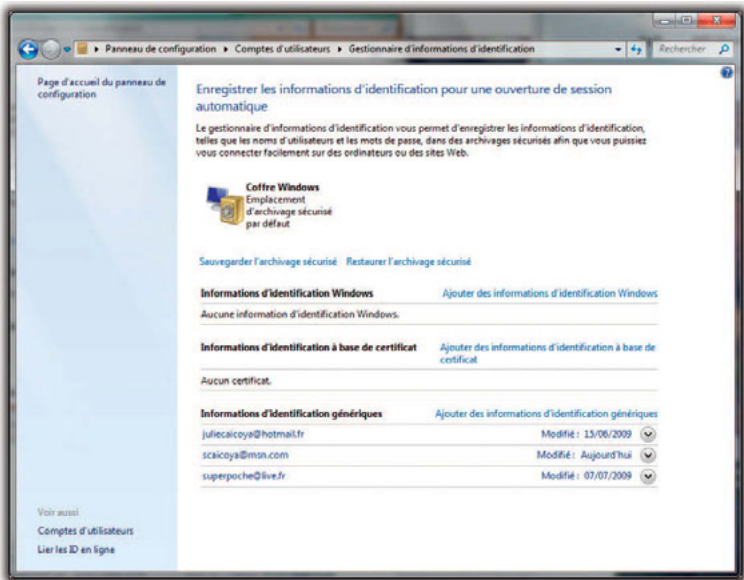 Panneau de configuration ▸ Comptes d'utilisateurs ▸ Gestionnaire d'informations d'identification
Rechercher
Page d'accueil du panneau de
configuration
Enregistrer les informations d'identification pour une ouverture de session
automatique
Le gestionnaire d'informations d'identification vous permet d'enregistrer les informations d'identification,
telles que les noms d'utilisateurs et les mots de passe, dans des archivages sécurisés afin que vous puissiez
vous connecter facilement sur des ordinateurs ou des sites Web.
Coffre Windows
Emplacement
d'archivage sécurisé
par défaut
Sauvegarder l'archivage sécurisé Restaurer l'archivage sécurisé
Informations d'identification Windows Ajouter des informations d'identification Windows
Aucune information d'identification Windows.
Informations d'identification à base de certificat Ajouter des informations d'identification à base de
certificat
Aucun certificat.
Informations d'identification génériques Ajouter des informations d'identification génériques
juliecaicoya@hotmail.fr Modifié : 15/06/2009
scaicoya@msn.com Modifié : Aujourd'hui
superpoche@live.fr Modifié : 07/07/2009
Voir aussi
Comptes d'utilisateurs
Lier les ID en ligne